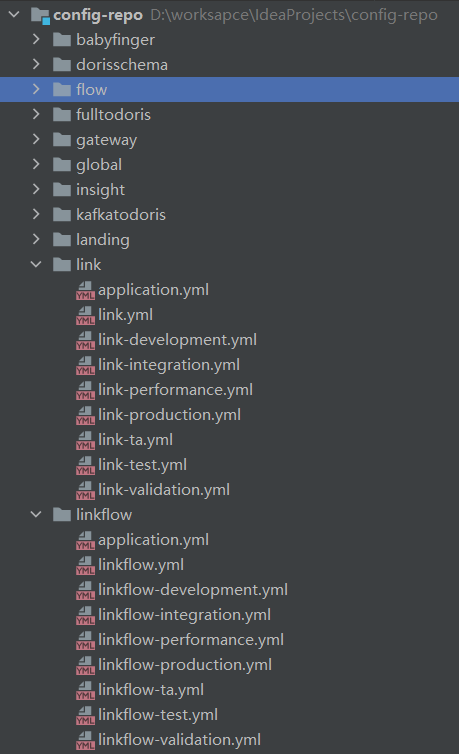 config-repo D:\worksapce\IdeaProjects\config-repo
babyfinger
dorisschema
flow
fulltodoris
gateway
global
insight
kafkatodoris
landing
link
YML application.yml
YML link.yml
YML link-development.yml
YML link-integration.yml
YML link-performance.yml
YML link-production.yml
YML link-ta.yml
YML link-test.yml
YML link-validation.yml
linkflow
YML application.yml
YML linkflow.yml
YML linkflow-development.yml
YML linkflow-integration.yml
YML linkflow-performance.yml
YML linkflow-production.yml
YML linkflow-ta.yml
YML linkflow-test.yml
YML linkflow-validation.yml